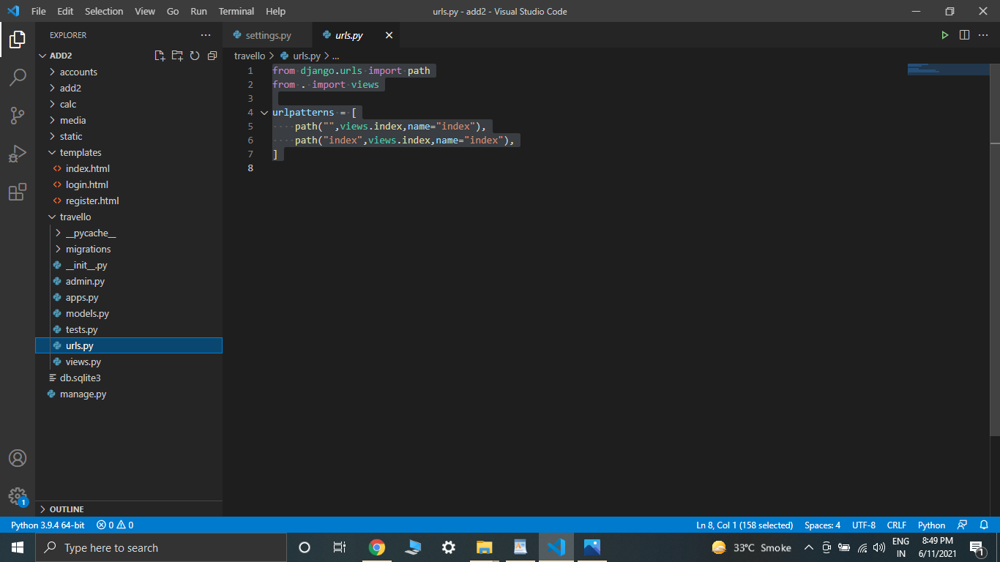 File Edit Selection View Go Run Terminal Help urls.py - add2 - Visual Studio Code
EXPLORER
settings.py urls.py
ADD2
travello > urls.py > ...
accounts
add2
calc
media
static
templates
index.html
login.html
register.html
travello
__pycache__
migrations
__init__.py
admin.py
apps.py
models.py
tests.py
urls.py
views.py
db.sqlite3
manage.py
OUTLINE
1 from django.urls import path
2 from . import views
3
4 urlpatterns = [
5 path("",views.index,name="index"),
6 path("index",views.index,name="index"),
7 ]
8
1
Python 3.9.4 64-bit 0 0 Ln 8, Col 1 (158 selected) Spaces: 4 UTF-8 CRLF Python
Type here to search 33°C Smoke ENG IN 8:49 PM 6/11/2021 1